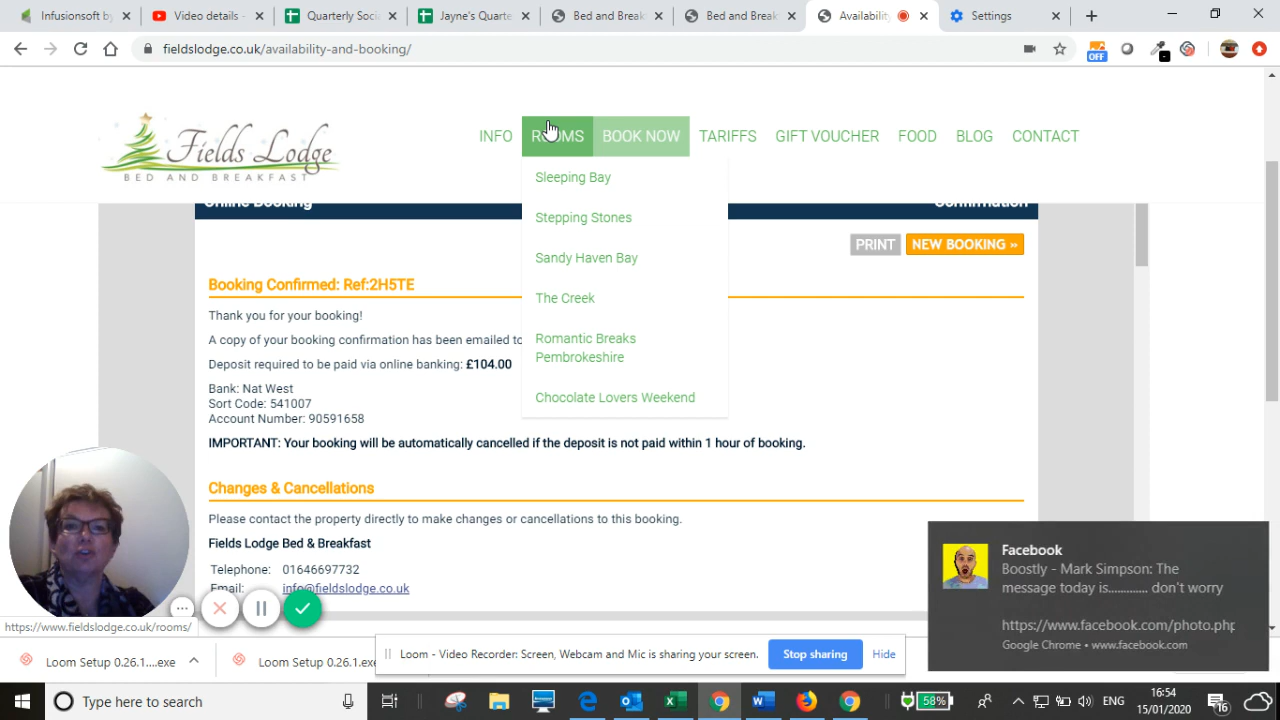 Infusionsoft by
Video details -
Quarterly Soci
Jayne's Quarte
Bed and Break
Bed and Break
Availability
Settings
fieldslodge.co.uk/availability-and-booking/
OFF
Fields Lodge
BED AND BREAKFAST
INFO
ROOMS
BOOK NOW
TARIFFS
GIFT VOUCHER
FOOD
BLOG
CONTACT
Sleeping Bay
Stepping Stones
Sandy Haven Bay
The Creek
Romantic Breaks
Pembrokeshire
Chocolate Lovers Weekend
Online Booking
Confirmation
PRINT
NEW BOOKING »
Booking Confirmed: Ref:2H5TE
Thank you for your booking!
A copy of your booking confirmation has been emailed to
Deposit required to be paid via online banking: £104.00
Bank: Nat West
Sort Code: 541007
Account Number: 90591658
IMPORTANT: Your booking will be automatically cancelled if the deposit is not paid within 1 hour of booking.
Changes & Cancellations
Please contact the property directly to make changes or cancellations to this booking.
Fields Lodge Bed & Breakfast
Telephone: 01646697732
Email: info@fieldslodge.co.uk
Facebook
Boostly - Mark Simpson: The
message today is............. don't worry
https://www.facebook.com/photo.php
Google Chrome • www.facebook.com
https://www.fieldslodge.co.uk/rooms/
Loom Setup 0.26.1....exe
Loom Setup 0.26.1.exe
Loom - Video Recorder: Screen, Webcam and Mic is sharing your screen.
Stop sharing
Hide
Type here to search
58%
ENG
16:54
15/01/2020
16